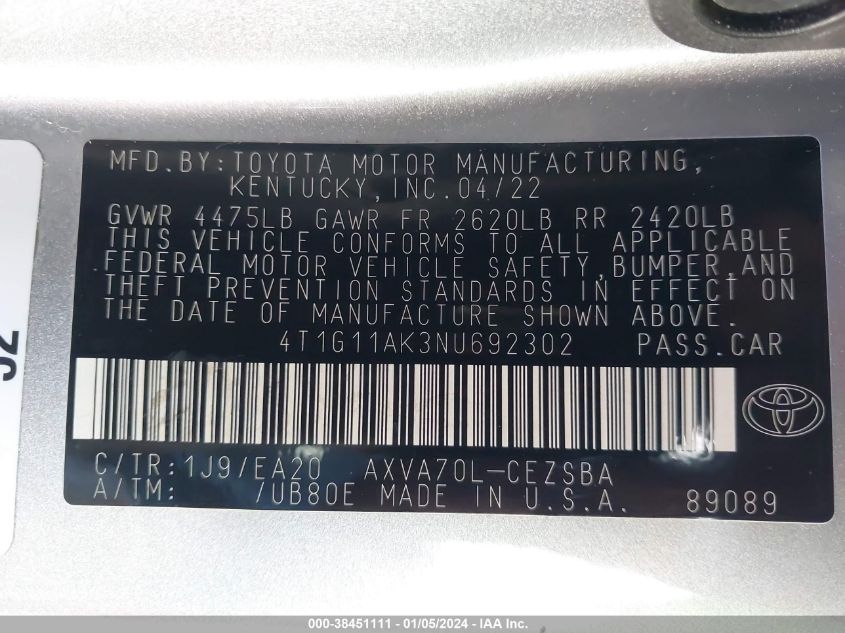 MFD.BY:TOYOTA MOTOR MANUFACTURING,
KENTUCKY,INC.04/22
GVWR 4475LB GAWR FR 2620LB RR 2420LB
THIS VEHICLE CONFORMS TO ALL APPLICABLE
FEDERAL MOTOR VEHICLE SAFETY,BUMPER,AND
THEFT PREVENTION STANDARDS IN EFFECT ON
THE DATE OF MANUFACTURE SHOWN ABOVE.
4T1G11AK3NU692302 PASS.CAR
C/TR:1J9/EA20 AXVA70L-CEZSBA
A/TM: /UB80E MADE IN U.S.A. 89089
000-38451111 - 01/05/2024 - IAA Inc.